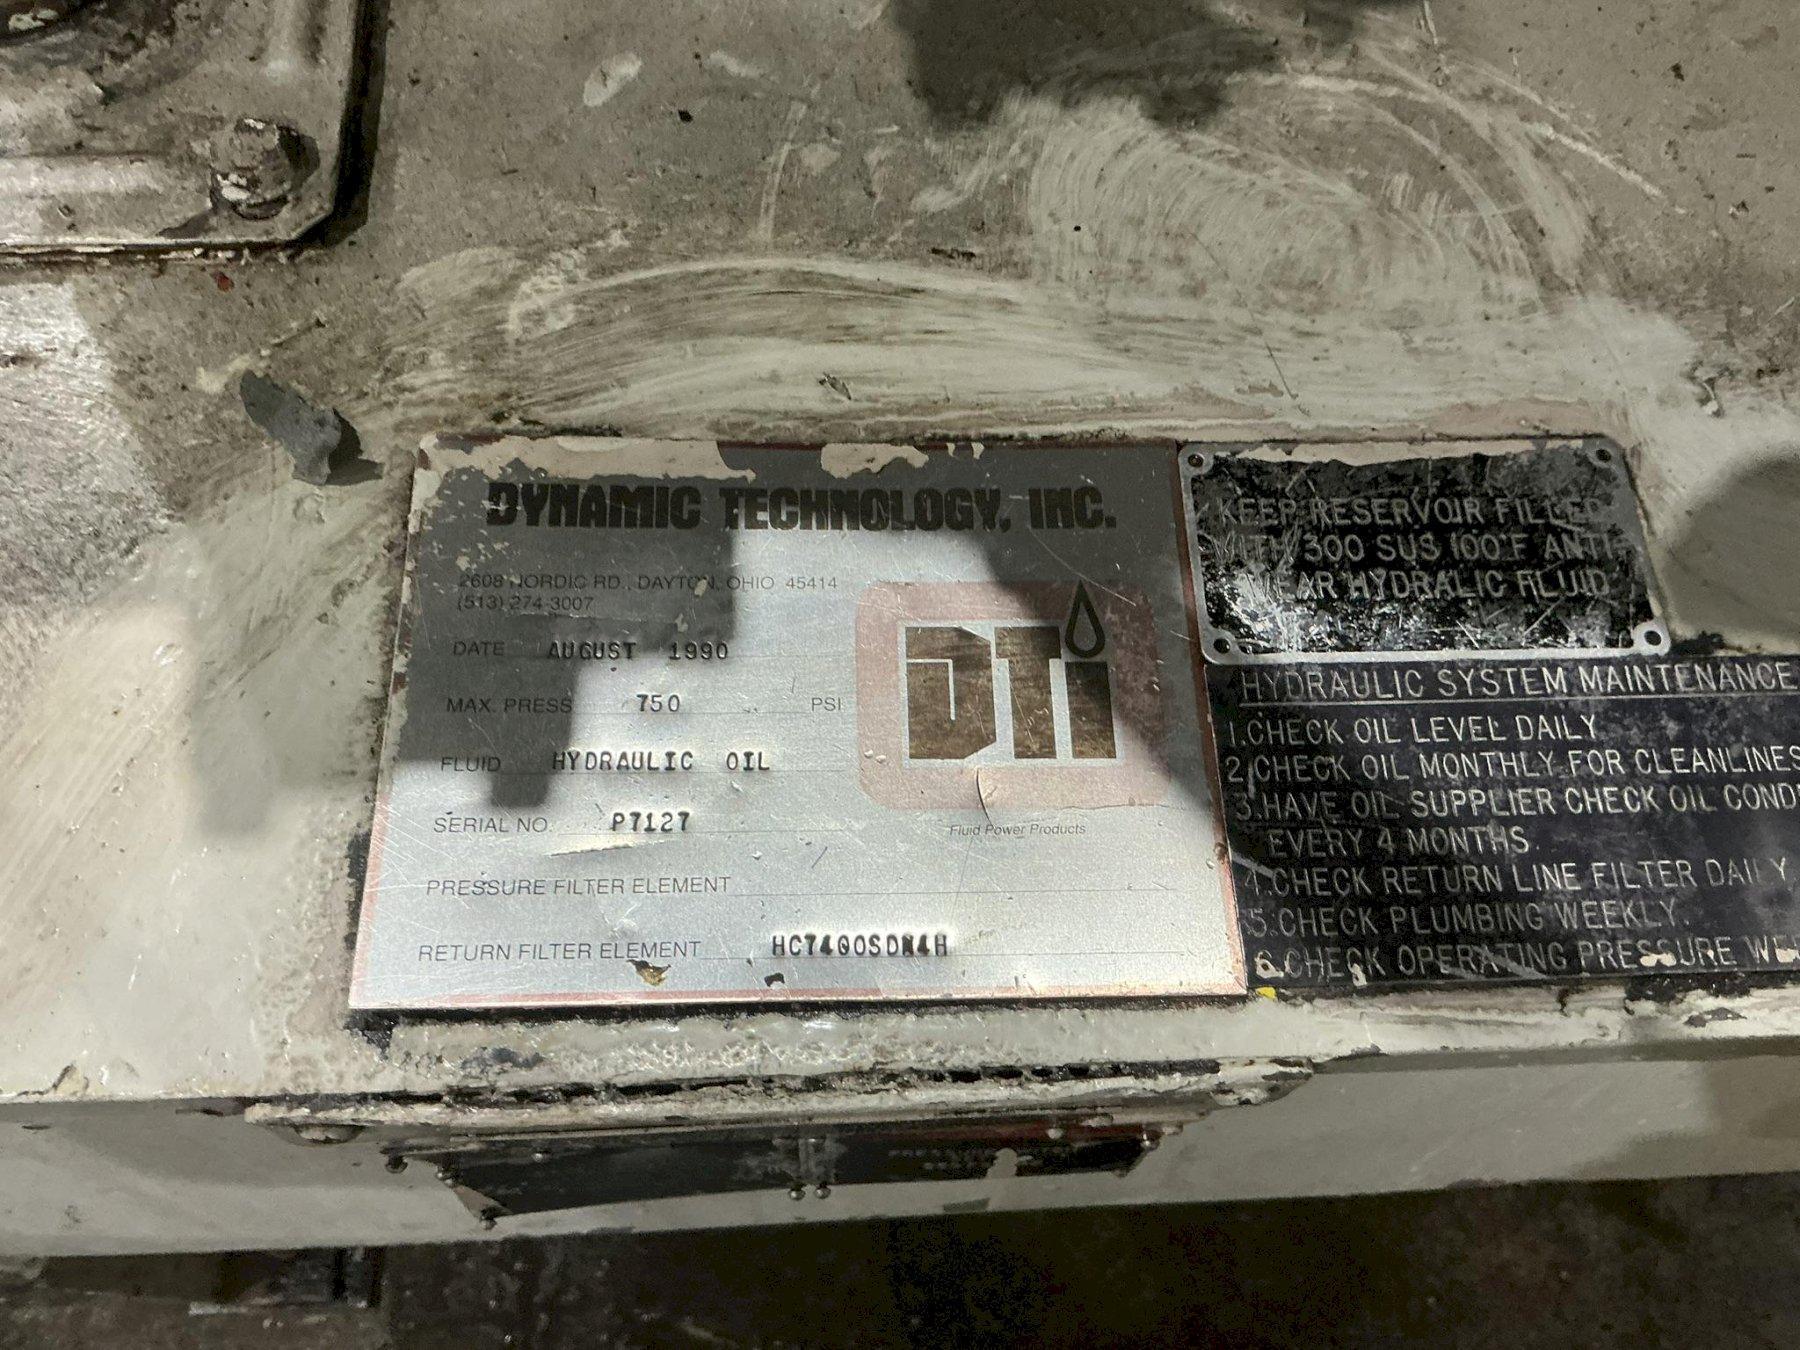 DYNAMIC TECHNOLOGY, INC.
2608 NORDIC RD., DAYTON, OHIO 45414
(513) 274-3007
DATE AUGUST 1990
MAX. PRESS 750 PSI
FLUID HYDRAULIC OIL
SERIAL NO. P7127
PRESSURE FILTER ELEMENT
RETURN FILTER ELEMENT HC7400SDN4H
DTI
Fluid Power Products
KEEP RESERVOIR FILLED
WITH 300 SUS 100°F ANTI-
WEAR HYDRALIC FLUID
HYDRAULIC SYSTEM MAINTENANCE
1.CHECK OIL LEVEL DAILY
2.CHECK OIL MONTHLY FOR CLEANLINES
3.HAVE OIL SUPPLIER CHECK OIL COND
EVERY 4 MONTHS
4.CHECK RETURN LINE FILTER DAILY
5.CHECK PLUMBING WEEKLY.
6.CHECK OPERATING PRESSURE WE